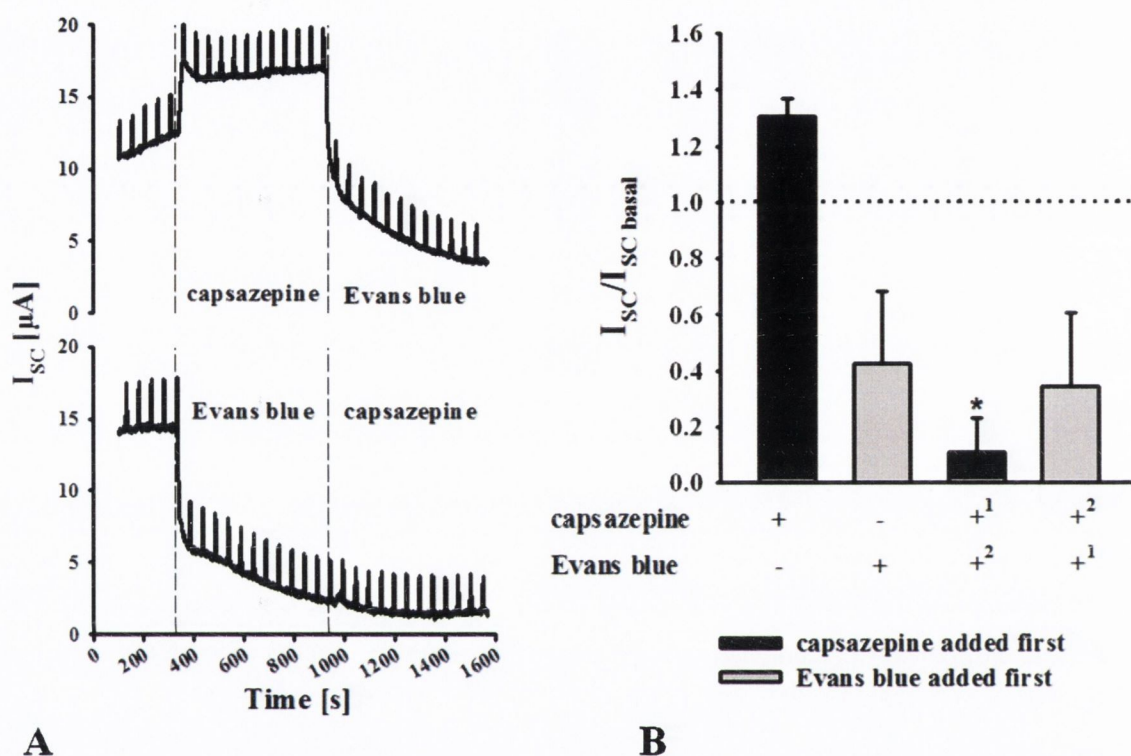 I_SC [µA]
20
15
10
5
0
capsazepine
Evans blue
20
15
10
5
0
Evans blue
capsazepine
0 200 400 600 800 1000 1200 1400 1600
Time [s]
A
I_SC/I_SC basal
1.6
1.4
1.2
1.0
0.8
0.6
0.4
0.2
0.0
*
capsazepine + - +¹ +²
Evans blue - + +² +¹
capsazepine added first
Evans blue added first
B